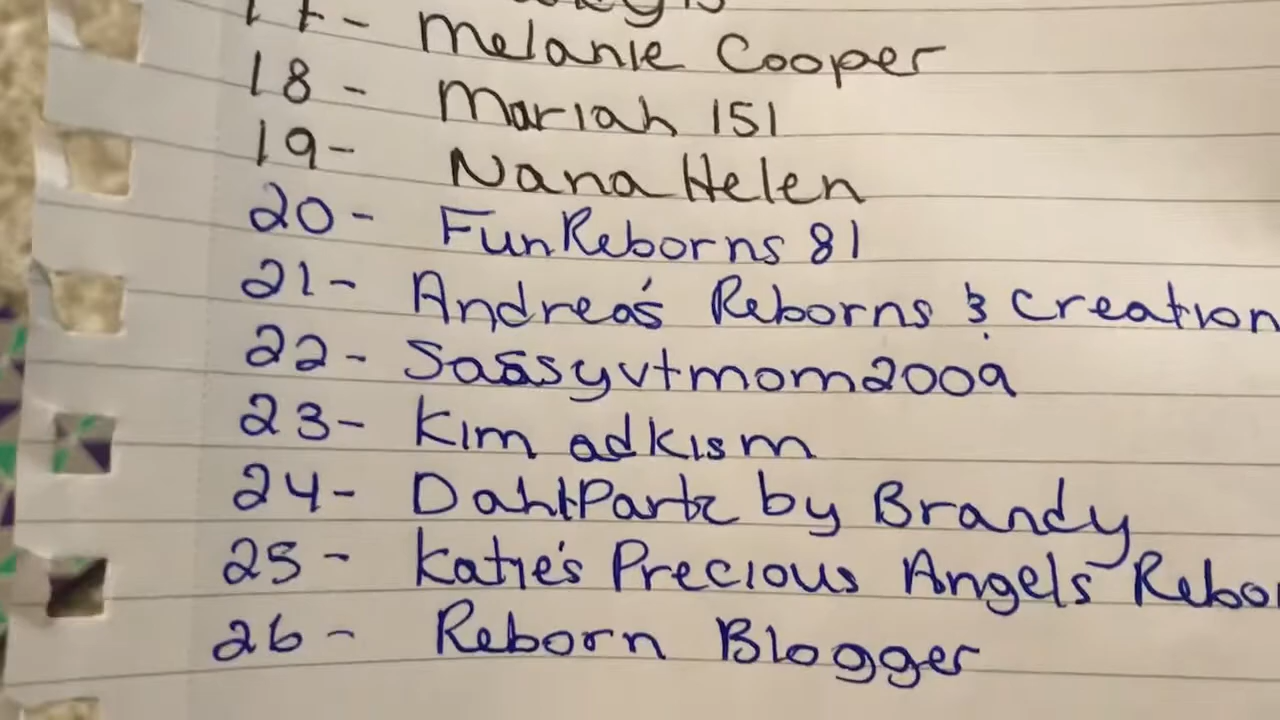 17- Melanie Cooper
18- Mariah 151
19- Nana Helen
20- FunReborns 81
21- Andrea's Reborns & Creation
22- Sassyvtmom2009
23- Kim adkism
24- DahlPartz by Brandy
25- Katie's Precious Angels Rebo
26- Reborn Blogger